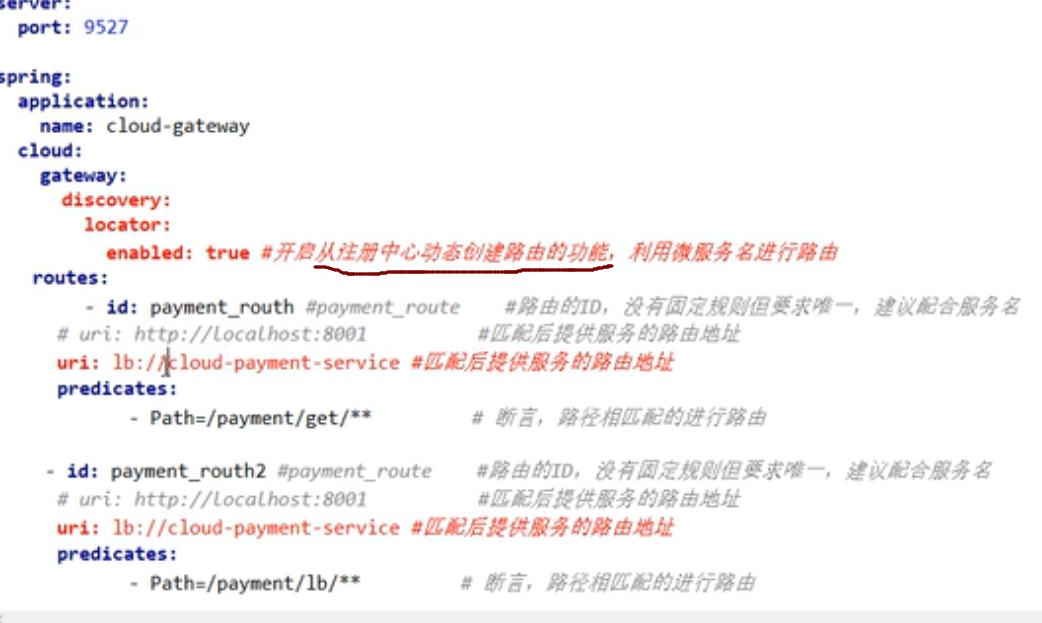 server:
port: 9527
spring:
application:
name: cloud-gateway
cloud:
gateway:
discovery:
locator:
enabled: true #开启从注册中心动态创建路由的功能，利用微服务名进行路由
routes:
- id: payment_routh #payment_route #路由的ID，没有固定规则但要求唯一，建议配合服务名
# uri: http://localhost:8001 #匹配后提供服务的路由地址
uri: lb://cloud-payment-service #匹配后提供服务的路由地址
predicates:
- Path=/payment/get/** # 断言，路径相匹配的进行路由
- id: payment_routh2 #payment_route #路由的ID，没有固定规则但要求唯一，建议配合服务名
# uri: http://localhost:8001 #匹配后提供服务的路由地址
uri: lb://cloud-payment-service #匹配后提供服务的路由地址
predicates:
- Path=/payment/lb/** # 断言，路径相匹配的进行路由